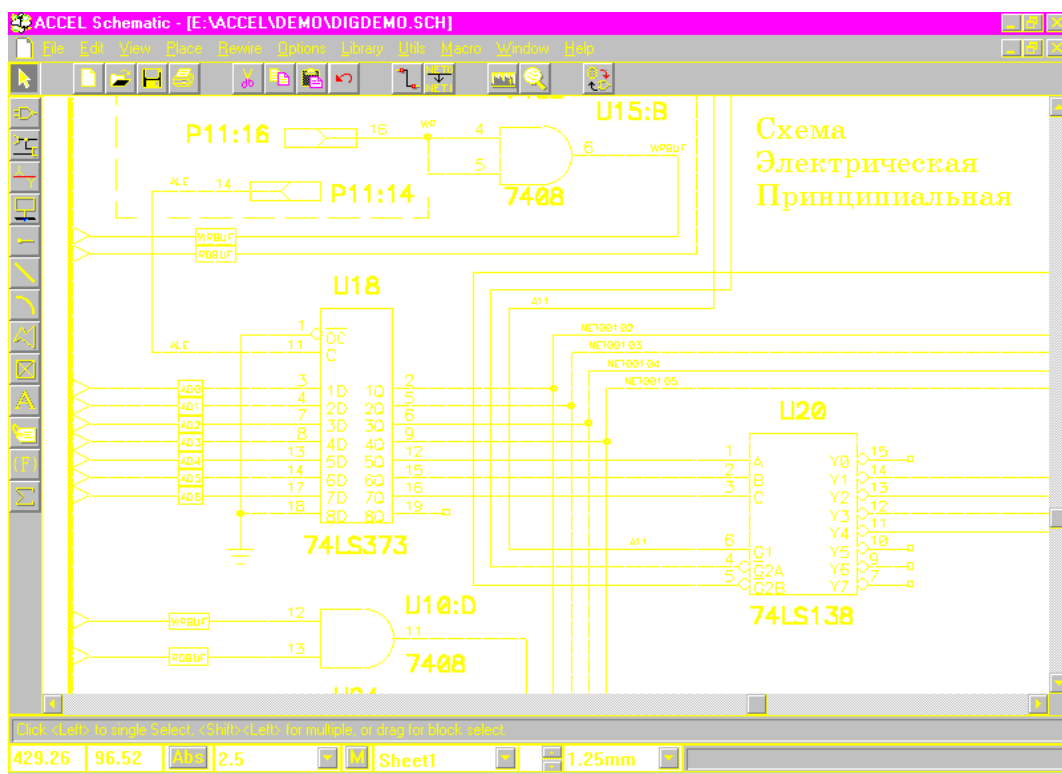 ACCEL Schematic - [E:\ACCEL\DEMO\DIGDEMO.SCH]
File Edit View Place Rewire Options Library Utils Macro Window Help
U15:B
P11:16 16 WR 4 6 WRBUF
5
ALE 14 P11:14 7408
Схема
Электрическая
Принципиальная
WRBUF
RDBUF
U18
A11
1 OC
ALE 11 C
NET00102
NET00103
NET00104
NET00105
AD0 3 1D 1Q 2
AD1 4 2D 2Q 5
AD2 7 3D 3Q 6
AD3 8 4D 4Q 9
AD4 13 5D 5Q 12
AD5 14 6D 6Q 15
AD6 17 7D 7Q 16
18 8D 8Q 19
74LS373
U20
1 A Y0 15
2 B Y1 14
3 C Y2 13
Y3 12
Y4 11
A11 6 G1 Y5 10
4 G2A Y6 9
5 G2B Y7 7
74LS138
U10:D
WRBUF 12
11
RDBUF 13
7408
Click <Left> to single Select, <Shift><Left> for multiple, or drag for block select.
429.26 96.52 Abs 2.5 M Sheet1 1.25mm
{F}